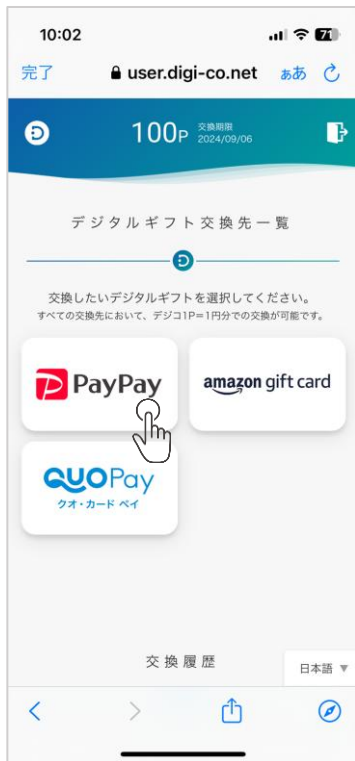 10:02
71
完了
user.digi-co.net
ぁあ
100P
交換期限
2024/09/06
デジタルギフト交換先一覧
交換したいデジタルギフトを選択してください。
すべての交換先において、デジコ1P=1円分での交換が可能です。
PayPay
amazon gift card
QUOPay
クオ・カード ペイ
交換履歴
日本語 ▼